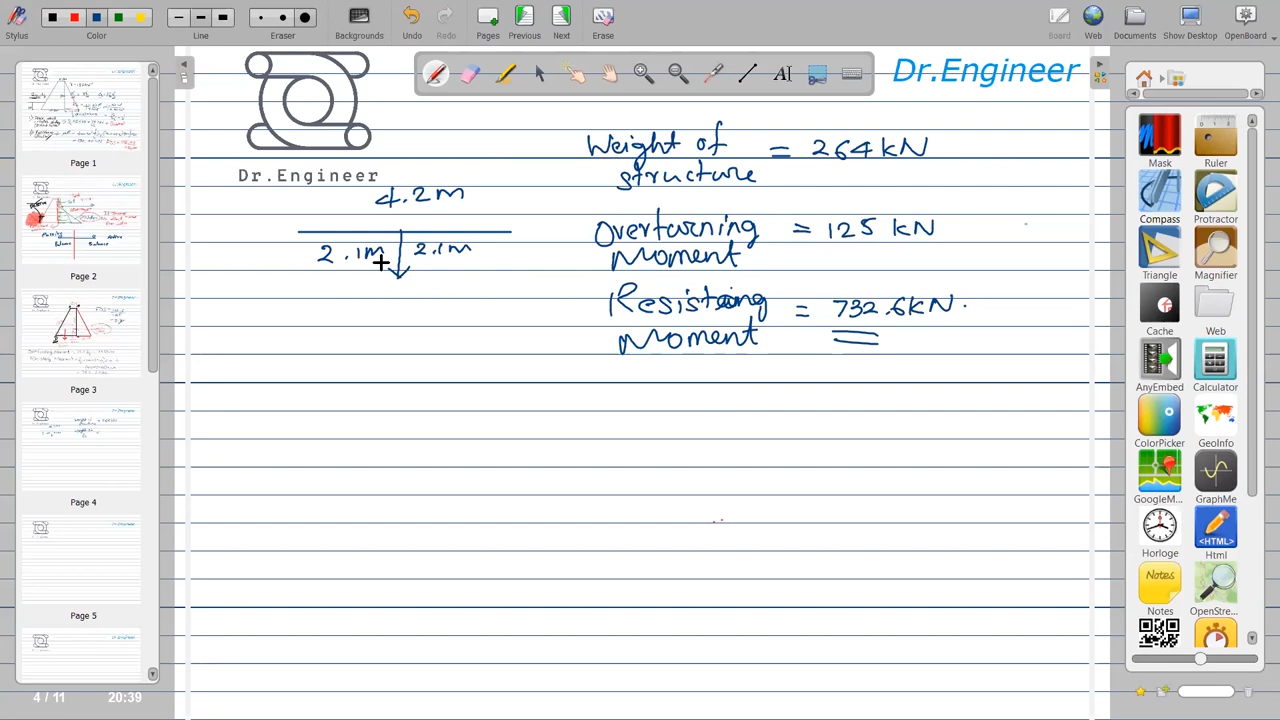 Stylus
Color
Line
Eraser
Backgrounds
Undo
Redo
Pages
Previous
Next
Erase
Board
Web
Documents
Show Desktop
OpenBoard
Page 1
Page 2
Page 3
Page 4
Page 5
4 / 11
20:39
Dr.Engineer
Dr.Engineer
4.2m
2.1m 2.1m
Weight of = 264 kN
structure
Overturning = 125 kN
Moment
Resisting = 732.6kN.
Moment
Mask
Ruler
Compass
Protractor
Triangle
Magnifier
Cache
Web
AnyEmbed
Calculator
ColorPicker
GeoInfo
GoogleM...
GraphMe
Horloge
<HTML>
Html
Notes
Notes
OpenStre...